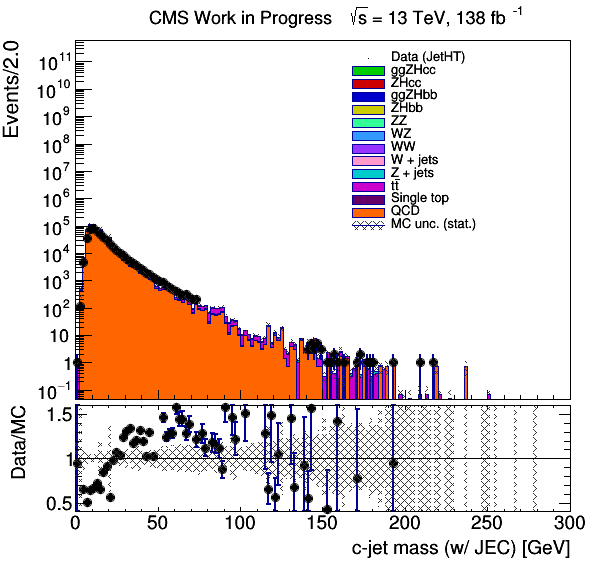 CMS Work in Progress √s = 13 TeV, 138 fb⁻¹
Events/2.0
10¹¹
10¹⁰
10⁹
10⁸
10⁷
10⁶
10⁵
10⁴
10³
10²
10
1
10⁻¹
Data (JetHT)
ggZHcc
ZHcc
ggZHbb
ZHbb
ZZ
WZ
WW
W + jets
Z + jets
tt̄
Single top
QCD
MC unc. (stat.)
Data/MC
1.5
1
0.5
0 50 100 150 200 250 300
c-jet mass (w/ JEC) [GeV]